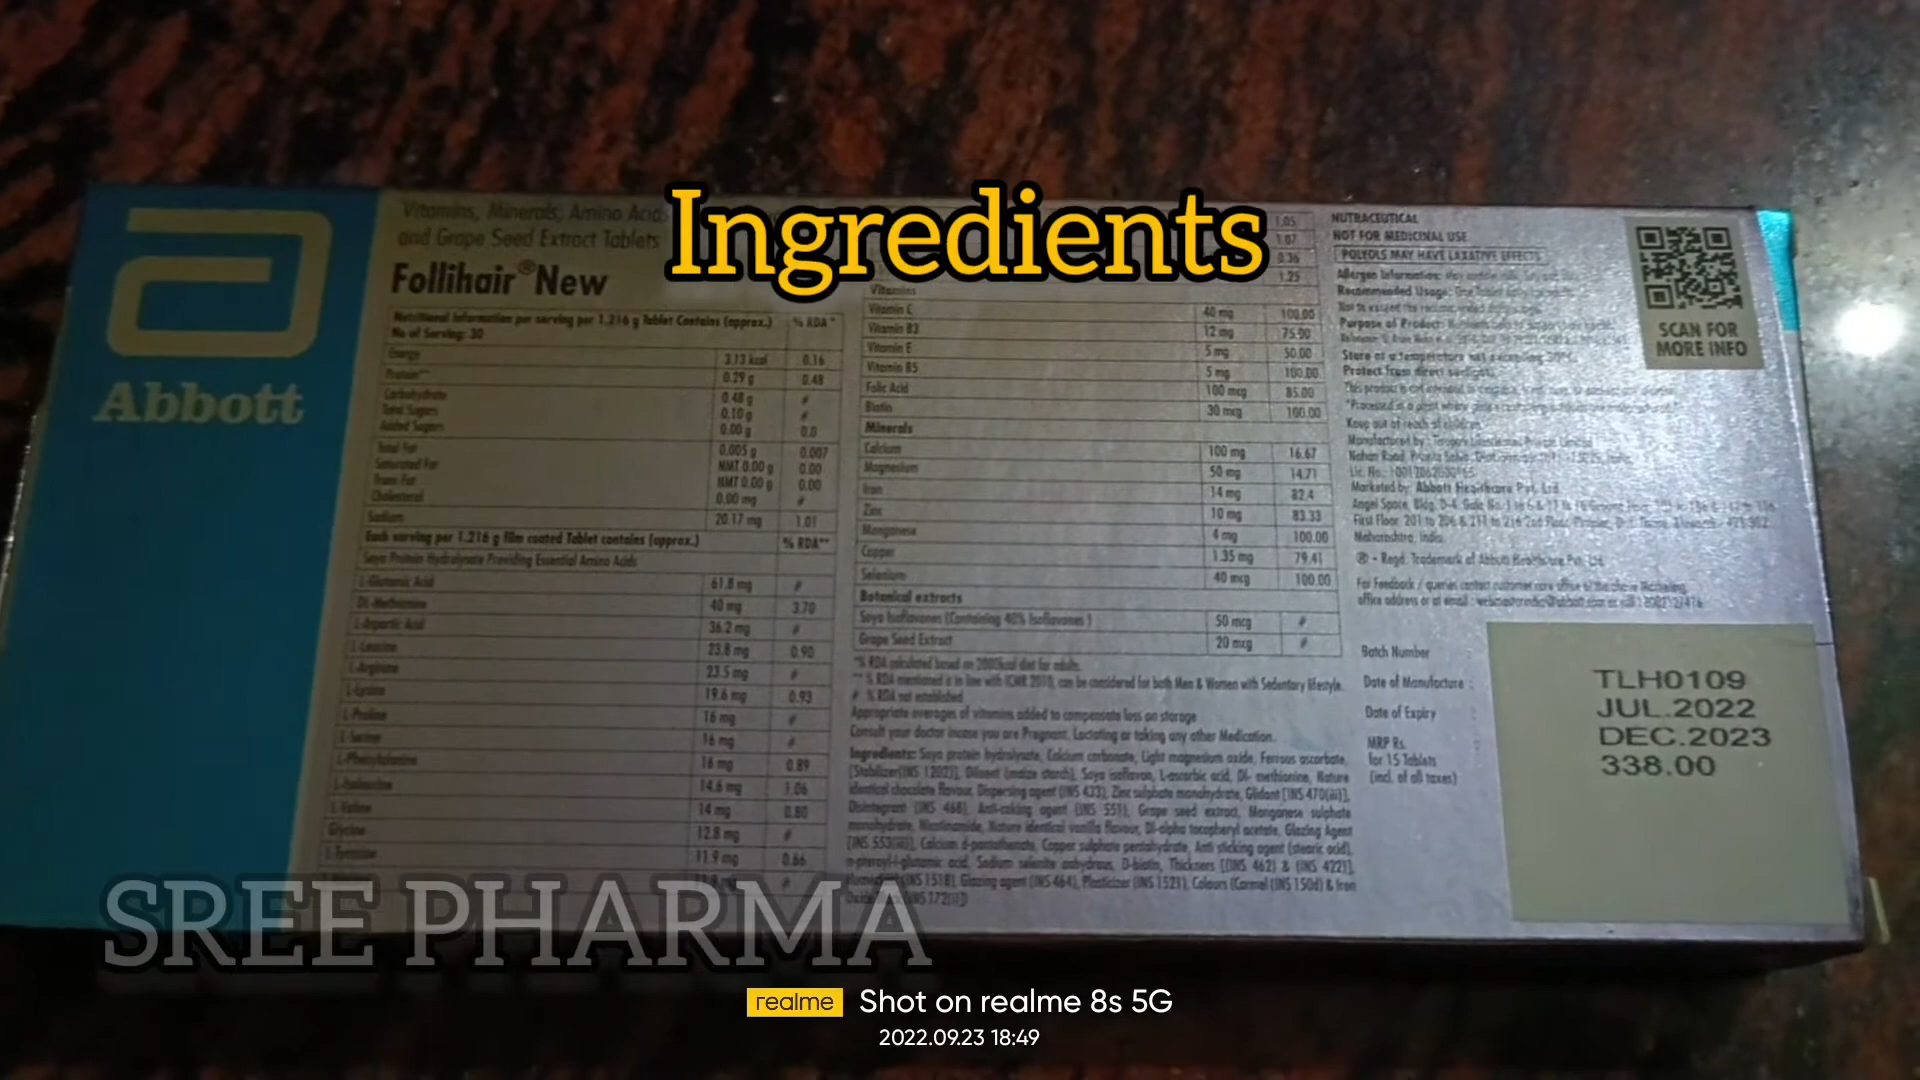 Ingredients
Abbott
Vitamins, Minerals, Amino Acids
and Grape Seed Extract Tablets
Follihair® New
Nutritional Information per serving per 1.216 g Tablet Contains (approx.) % RDA*
No of Serving: 30
Energy 3.13 kcal 0.16
Protein** 0.29 g 0.48
Carbohydrate 0.48 g #
Total Sugars 0.10 g #
Added Sugars 0.00 g 0.0
Total Fat 0.005 g 0.007
Saturated Fat NMT 0.00 g 0.00
Trans Fat NMT 0.00 g 0.00
Cholesterol 0.00 mg #
Sodium 20.17 mg 1.01
Each serving per 1.216 g film coated Tablet contains (approx.) % RDA**
Soya Protein Hydrolysate Providing Essential Amino Acids
L-Glutamic Acid 61.8 mg #
DL-Methionine 40 mg 3.70
L-Aspartic Acid 36.2 mg #
L-Leucine 23.8 mg 0.90
L-Arginine 23.5 mg #
L-Lysine 19.6 mg 0.93
L-Proline 16 mg #
L-Serine 16 mg #
L-Phenylalanine 16 mg 0.89
L-Isoleucine 14.6 mg 1.06
L-Valine 14 mg 0.80
Glycine 12.8 mg #
L-Tyrosine 11.9 mg 0.66
1.05
1.07
0.36
1.25
Vitamins
Vitamin C 40 mg 100.00
Vitamin B3 12 mg 75.00
Vitamin E 5 mg 50.00
Vitamin B5 5 mg 100.00
Folic Acid 100 mcg 85.00
Biotin 30 mcg 100.00
Minerals
Calcium 100 mg 16.67
Magnesium 50 mg 14.71
Iron 14 mg 82.4
Zinc 10 mg 83.33
Manganese 4 mg 100.00
Copper 1.35 mg 79.41
Selenium 40 mcg 100.00
Botanical extracts
Soya Isoflavones (Containing 40% Isoflavones) 50 mcg #
Grape Seed Extract 20 mcg #
*% RDA calculated based on 2000kcal diet for adults.
**% RDA mentioned is in line with ICMR 2010, can be considered for both Men & Women with Sedentary lifestyle.
# % RDA not established
Appropriate overages of vitamins added to compensate loss on storage
Consult your doctor incase you are Pregnant, Lactating or taking any other Medication.
Ingredients: Soya protein hydrolysate, Calcium carbonate, Light magnesium oxide, Ferrous ascorbate,
[Stabilizer(INS 1202)], Diluent (maize starch), Soya isoflavon, L-ascorbic acid, Dl- methionine, Nature
identical chocolate flavour, Dispersing agent (INS 433), Zinc sulphate monohydrate, Glidant [INS 470(iii)],
Disintegrant (INS 468), Anti-caking agent (INS 551), Grape seed extract, Manganese sulphate
monohydrate, Nicotinamide, Nature identical vanilla flavour, Dl-alpha tocopheryl acetate, Glazing Agent
[INS 553(iii)], Calcium d-pantothenate, Copper sulphate pentahydrate, Anti sticking agent (stearic acid),
n-pteroyl-l-glutamic acid, Sodium selenite anhydrous, D-biotin, Thickners [(INS 462) & (INS 422)],
Humectant (INS 1518), Glazing agent (INS 464), Plasticizer (INS 1521), Colours (Carmel (INS 150d) & Iron
NUTRACEUTICAL
NOT FOR MEDICINAL USE
POLYOLS MAY HAVE LAXATIVE EFFECTS
Allergen Information:
Recommended Usage:
Purpose of Product:
Store at a temperature not exceeding 30°C.
Protect from direct sunlight.
Keep out of reach of children.
Marketed by: Abbott Healthcare Pvt. Ltd
Maharashtra, India.
® - Regd. Trademark of Abbott Healthcare Pvt. Ltd.
SCAN FOR
MORE INFO
Batch Number : TLH0109
Date of Manufacture : JUL.2022
Date of Expiry : DEC.2023
MRP Rs. : 338.00
for 15 Tablets
(incl. of all taxes)
SREE PHARMA
realme Shot on realme 8s 5G
2022.09.23 18:49